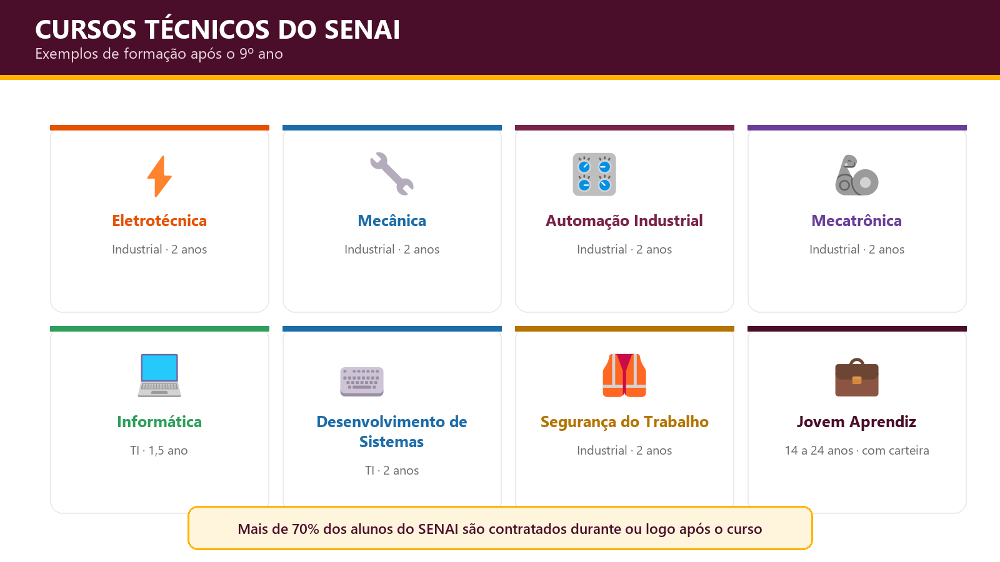 CURSOS TÉCNICOS DO SENAI
Exemplos de formação após o 9º ano
Eletrotécnica
Industrial · 2 anos
Mecânica
Industrial · 2 anos
Automação Industrial
Industrial · 2 anos
Mecatrônica
Industrial · 2 anos
Informática
TI · 1,5 ano
Desenvolvimento de
Sistemas
TI · 2 anos
Segurança do Trabalho
Industrial · 2 anos
Jovem Aprendiz
14 a 24 anos · com carteira
Mais de 70% dos alunos do SENAI são contratados durante ou logo após o curso